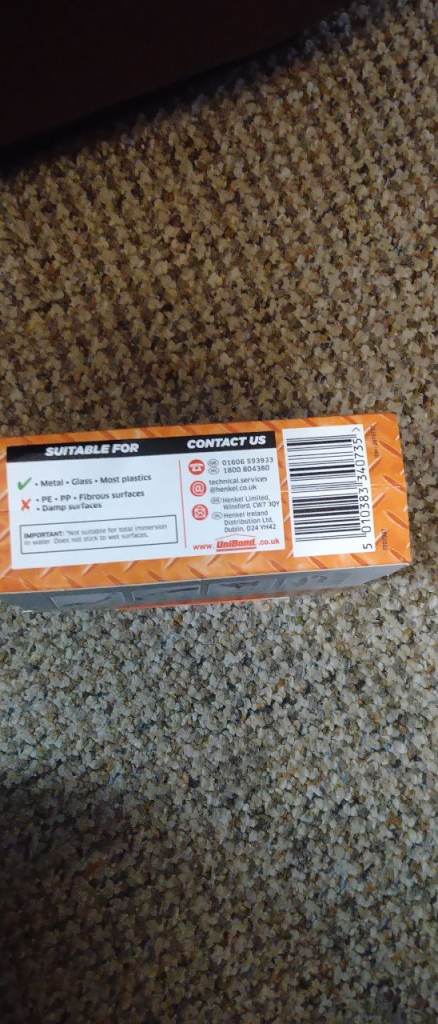 SUITABLE FOR
• Metal • Glass • Most plastics
• PE • PP • Fibrous surfaces
• Damp surfaces
IMPORTANT: *Not suitable for total immersion
in water. Does not stick to wet surfaces.
CONTACT US
01606 593933
1800 804380
technical.services
@henkel.co.uk
Henkel Limited,
Winsford, CW7 3QY
Henkel Ireland
Distribution Ltd.
Dublin, D24 YH42
www.UniBond.co.uk
5 010383 340735 >